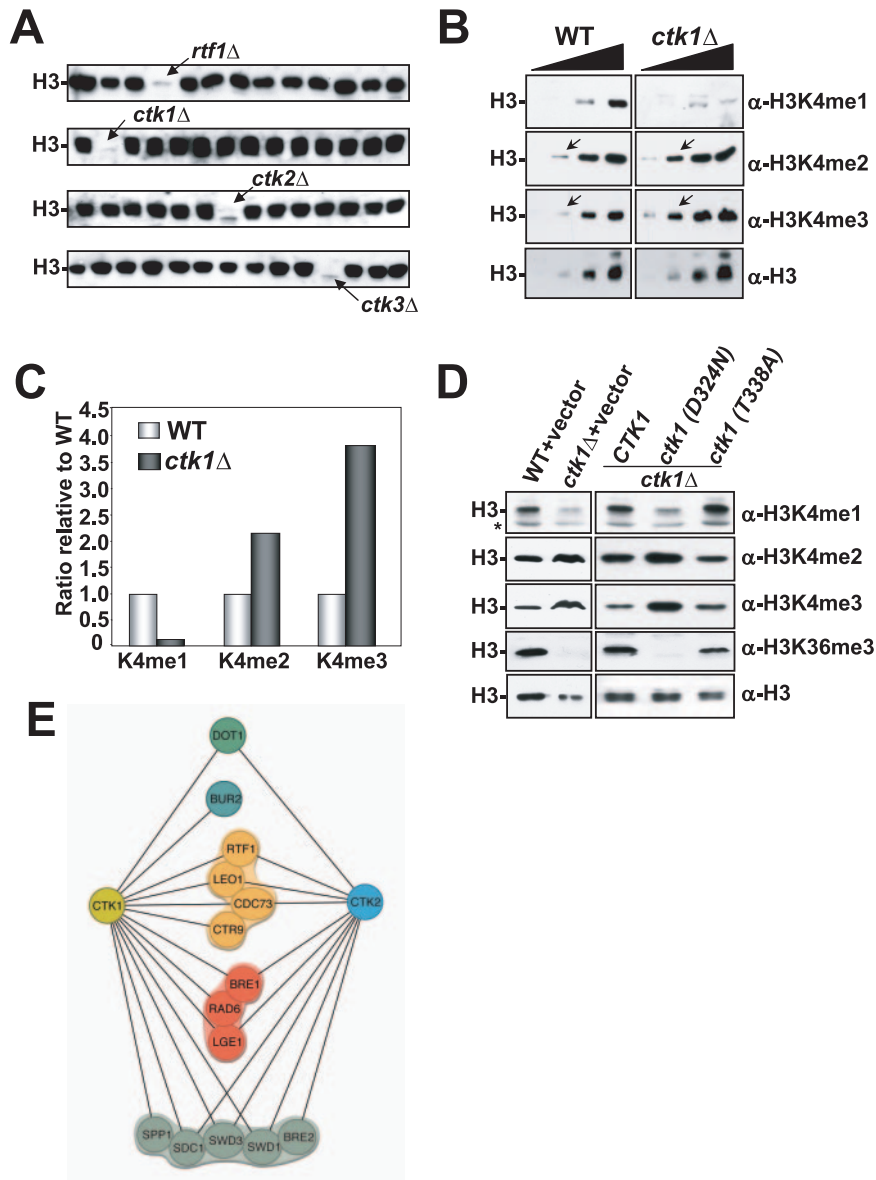 A
rtf1Δ
H3
ctk1Δ
H3
ctk2Δ
H3
H3
ctk3Δ
B
WT ctk1Δ
H3 α-H3K4me1
H3 α-H3K4me2
H3 α-H3K4me3
H3 α-H3
C
Ratio relative to WT
4.5
4.0
3.5
3.0
2.5
2.0
1.5
1.0
0.5
0
WT
ctk1Δ
K4me1 K4me2 K4me3
D
WT+vector
ctk1Δ+vector
CTK1
ctk1 (D324N)
ctk1 (T338A)
ctk1Δ
H3 α-H3K4me1
*
H3 α-H3K4me2
H3 α-H3K4me3
H3 α-H3K36me3
H3 α-H3
E
DOT1
BUR2
RTF1
LEO1
CDC73
CTK1 CTK2
CTR9
BRE1
RAD6
LGE1
SPP1 SDC1 SWD3 SWD1 BRE2